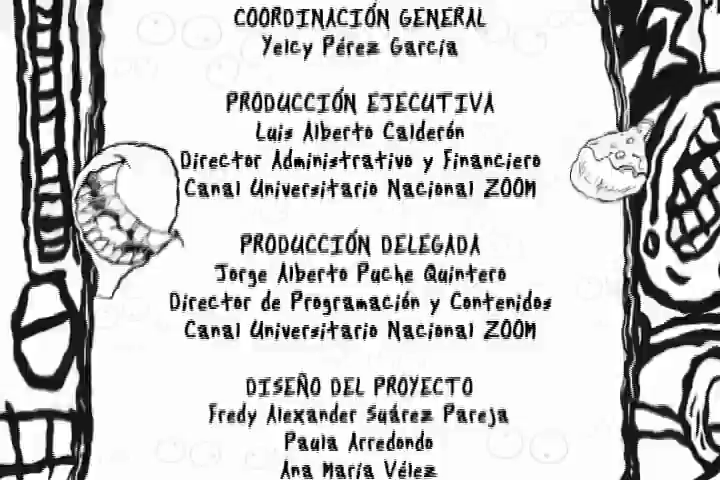 COORDINACIÓN GENERAL
Yelcy Pérez García
PRODUCCIÓN EJECUTIVA
Luis Alberto Calderón
Director Administrativo y Financiero
Canal Universitario Nacional ZOOM
PRODUCCIÓN DELEGADA
Jorge Alberto Puche Quintero
Director de Programación y Contenidos
Canal Universitario Nacional ZOOM
DISEÑO DEL PROYECTO
Fredy Alexander Suárez Pareja
Paula Arredondo
Ana María Vélez